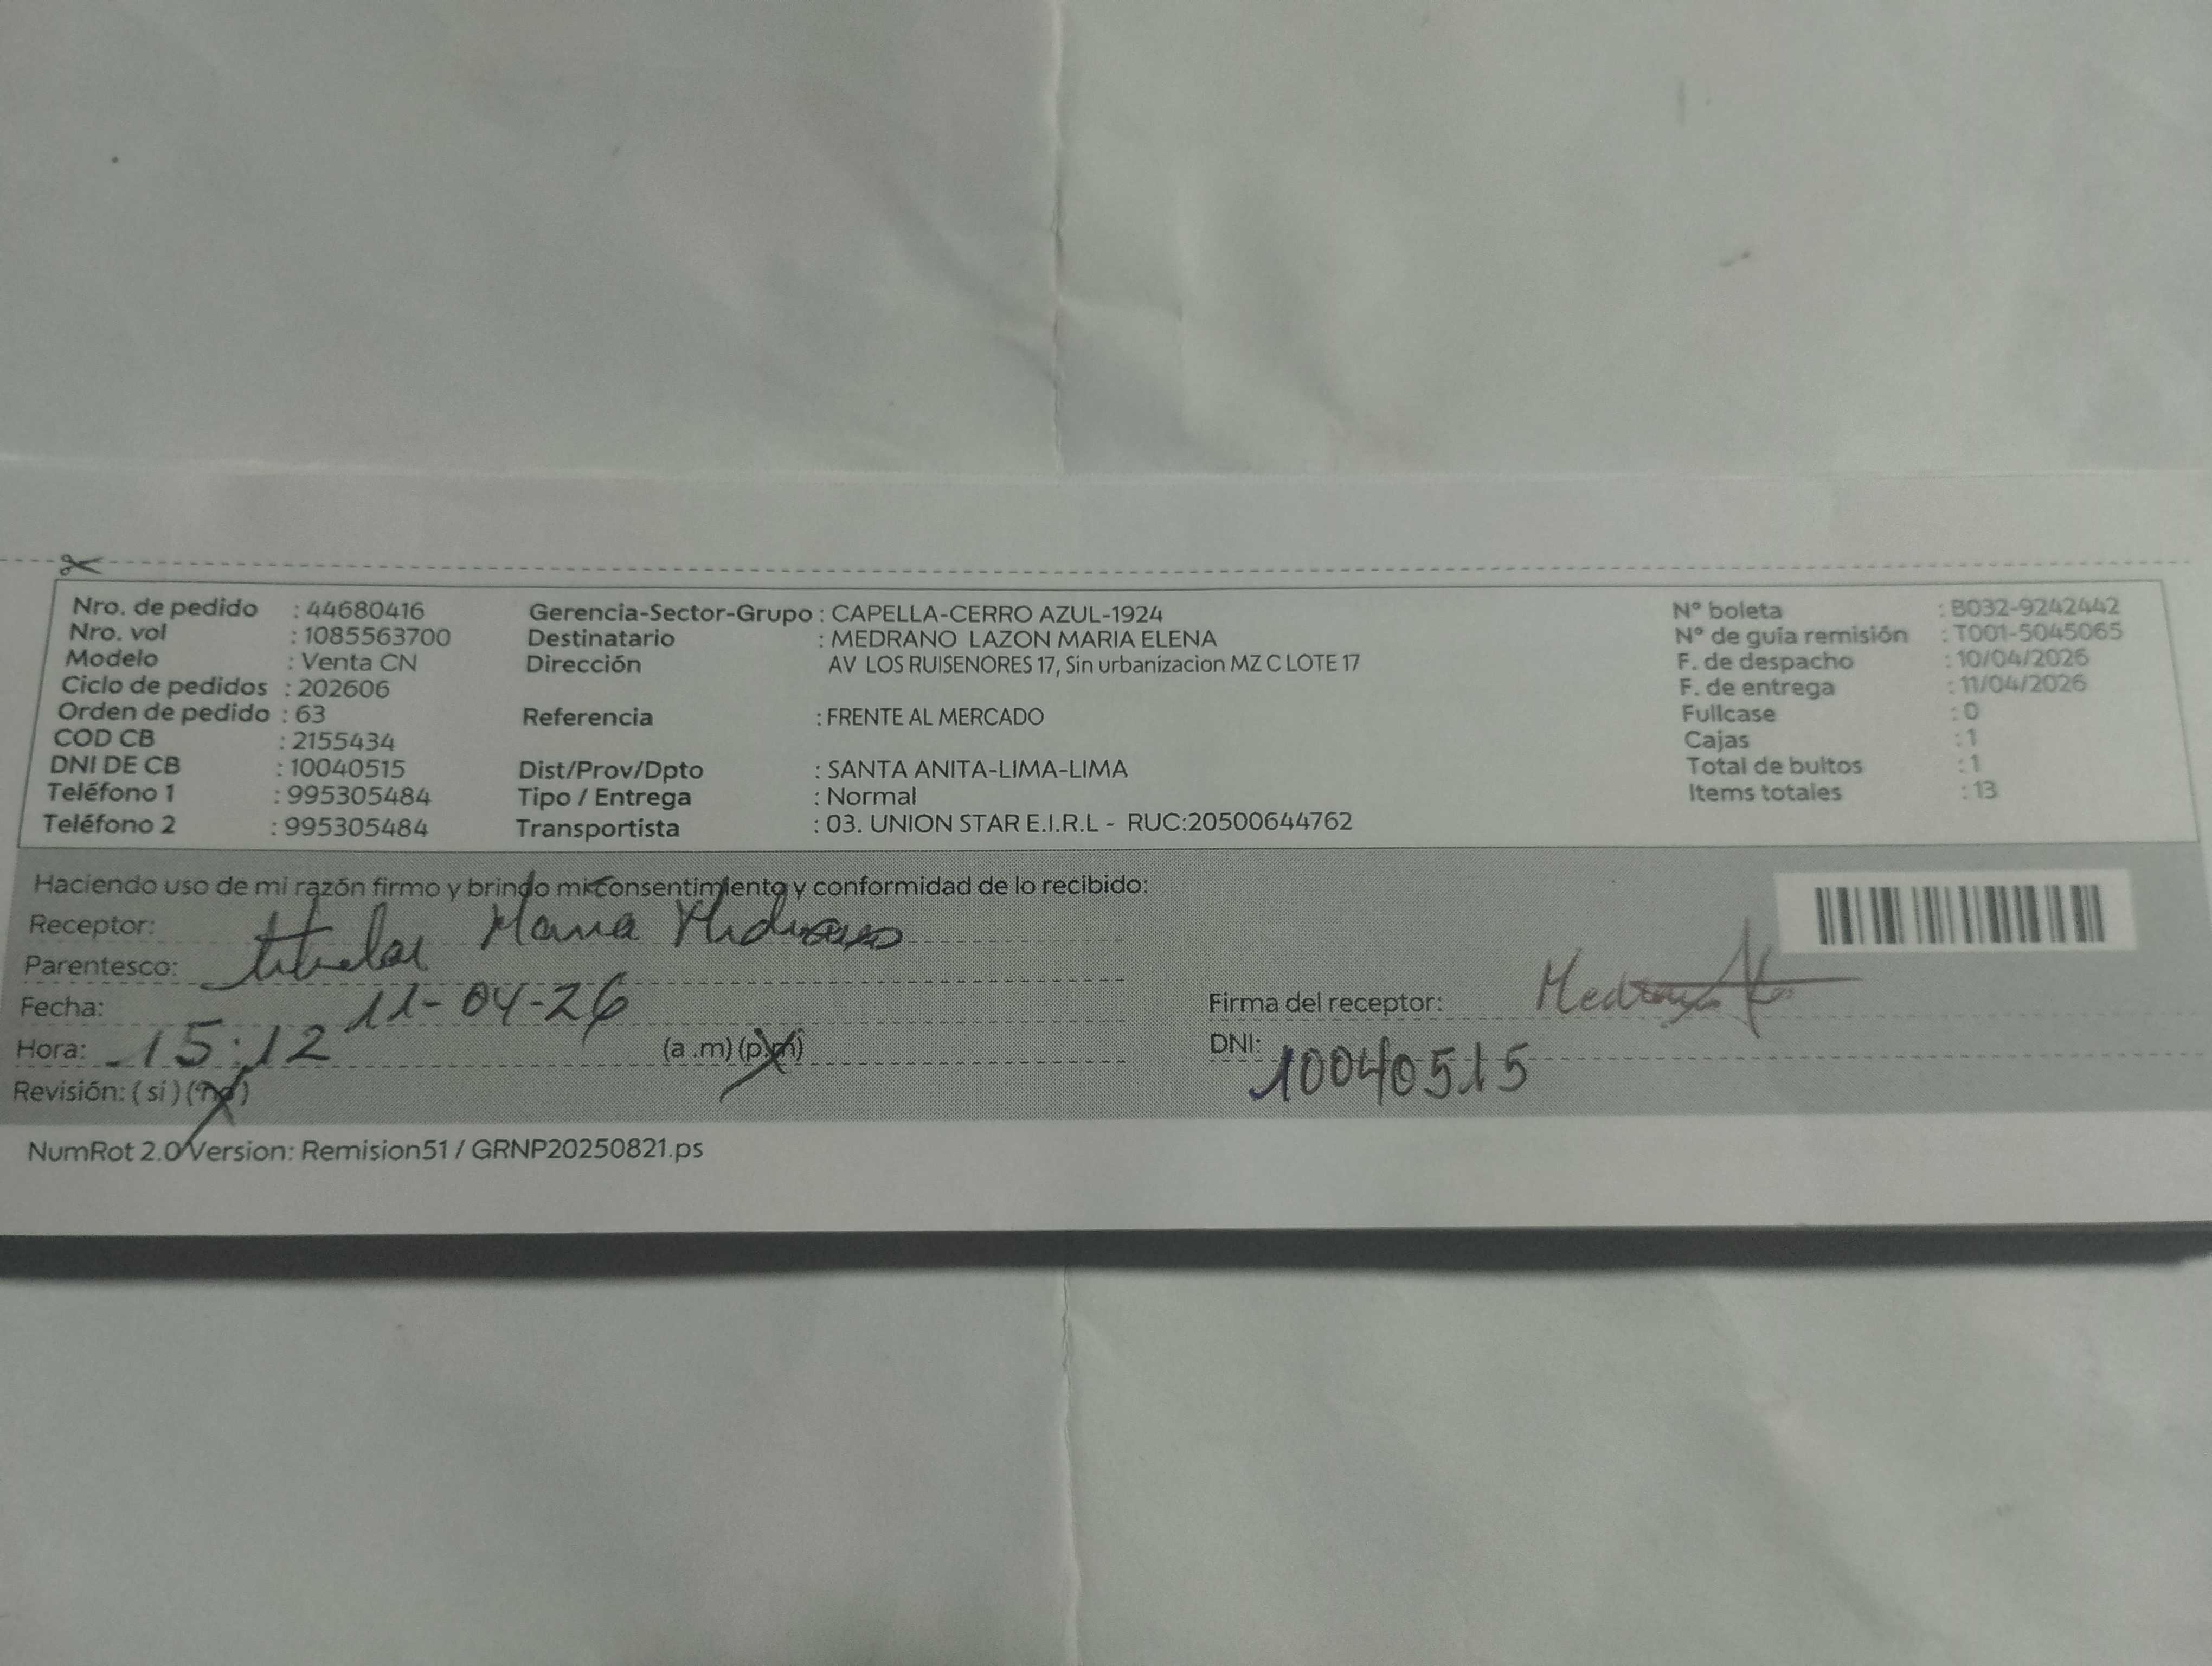 Nro. de pedido : 44680416
Nro. vol : 1085563700
Modelo : Venta CN
Ciclo de pedidos : 202606
Orden de pedido : 63
COD CB : 2155434
DNI DE CB : 10040515
Teléfono 1 : 995305484
Teléfono 2 : 995305484
Gerencia-Sector-Grupo : CAPELLA-CERRO AZUL-1924
Destinatario : MEDRANO LAZON MARIA ELENA
Dirección AV LOS RUISENORES 17, Sin urbanizacion MZ C LOTE 17
Referencia : FRENTE AL MERCADO
Dist/Prov/Dpto : SANTA ANITA-LIMA-LIMA
Tipo / Entrega : Normal
Transportista : 03. UNION STAR E.I.R.L - RUC:20500644762
N° boleta : B032-9242442
N° de guía remisión : T001-5045065
F. de despacho : 10/04/2026
F. de entrega : 11/04/2026
Fullcase : 0
Cajas : 1
Total de bultos : 1
Items totales : 13
Haciendo uso de mi razón firmo y brindo mi consentimiento y conformidad de lo recibido:
Receptor: Maria Medrano
Parentesco: titular
Fecha: 11-04-26
Hora: 15:12 (a .m) (p.m)
Revisión: ( si ) ( no )
Firma del receptor: Medrano
DNI: 10040515
NumRot 2.0 Version: Remision51 / GRNP20250821.ps